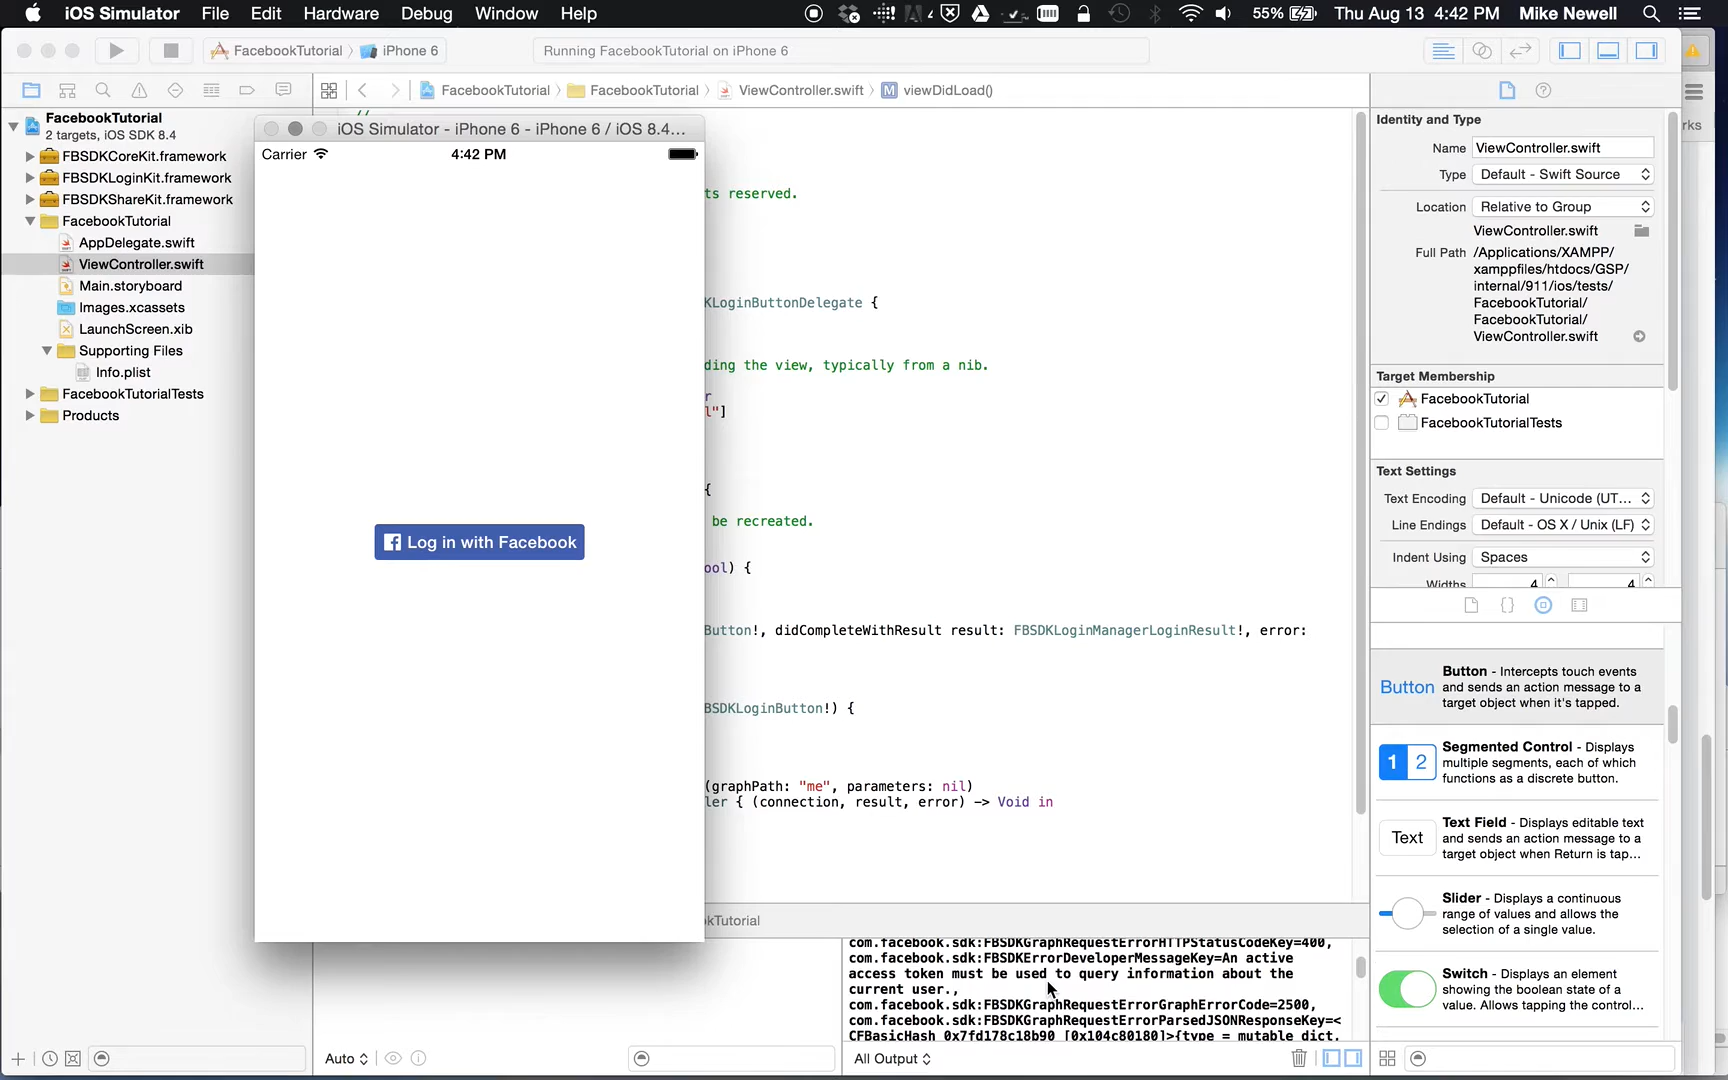 iOS Simulator File Edit Hardware Debug Window Help
55% Thu Aug 13 4:42 PM Mike Newell
FacebookTutorial iPhone 6
Running FacebookTutorial on iPhone 6
FacebookTutorial FacebookTutorial ViewController.swift M viewDidLoad()
FacebookTutorial
2 targets, iOS SDK 8.4
FBSDKCoreKit.framework
FBSDKLoginKit.framework
FBSDKShareKit.framework
FacebookTutorial
AppDelegate.swift
ViewController.swift
Main.storyboard
Images.xcassets
LaunchScreen.xib
Supporting Files
Info.plist
FacebookTutorialTests
Products
//
iOS Simulator - iPhone 6 - iPhone 6 / iOS 8.4...
Carrier 4:42 PM
Log in with Facebook
ts reserved.
KLoginButtonDelegate {
ding the view, typically from a nib.
r
l"]
{
be recreated.
ool) {
Button!, didCompleteWithResult result: FBSDKLoginManagerLoginResult!, error:
BSDKLoginButton!) {
(graphPath: "me", parameters: nil)
ler { (connection, result, error) -> Void in
kTutorial
com.facebook.sdk:FBSDKGraphRequestErrorHTTPStatusCodeKey=400,
com.facebook.sdk:FBSDKErrorDeveloperMessageKey=An active
access token must be used to query information about the
current user.,
com.facebook.sdk:FBSDKGraphRequestErrorGraphErrorCode=2500,
com.facebook.sdk:FBSDKGraphRequestErrorParsedJSONResponseKey=<
CFBasicHash 0x7fd178c18b90 [0x104c80180]>{type = mutable dict,
Auto
All Output
Identity and Type
Name ViewController.swift
Type Default - Swift Source
Location Relative to Group
ViewController.swift
Full Path /Applications/XAMPP/
xamppfiles/htdocs/GSP/
internal/911/ios/tests/
FacebookTutorial/
FacebookTutorial/
ViewController.swift
Target Membership
FacebookTutorial
FacebookTutorialTests
Text Settings
Text Encoding Default - Unicode (UT...
Line Endings Default - OS X / Unix (LF)
Indent Using Spaces
Widths 4 4
{}
Button Button - Intercepts touch events
and sends an action message to a
target object when it's tapped.
1 2 Segmented Control - Displays
multiple segments, each of which
functions as a discrete button.
Text Text Field - Displays editable text
and sends an action message to a
target object when Return is tap...
Slider - Displays a continuous
range of values and allows the
selection of a single value.
Switch - Displays an element
showing the boolean state of a
value. Allows tapping the control...
rks